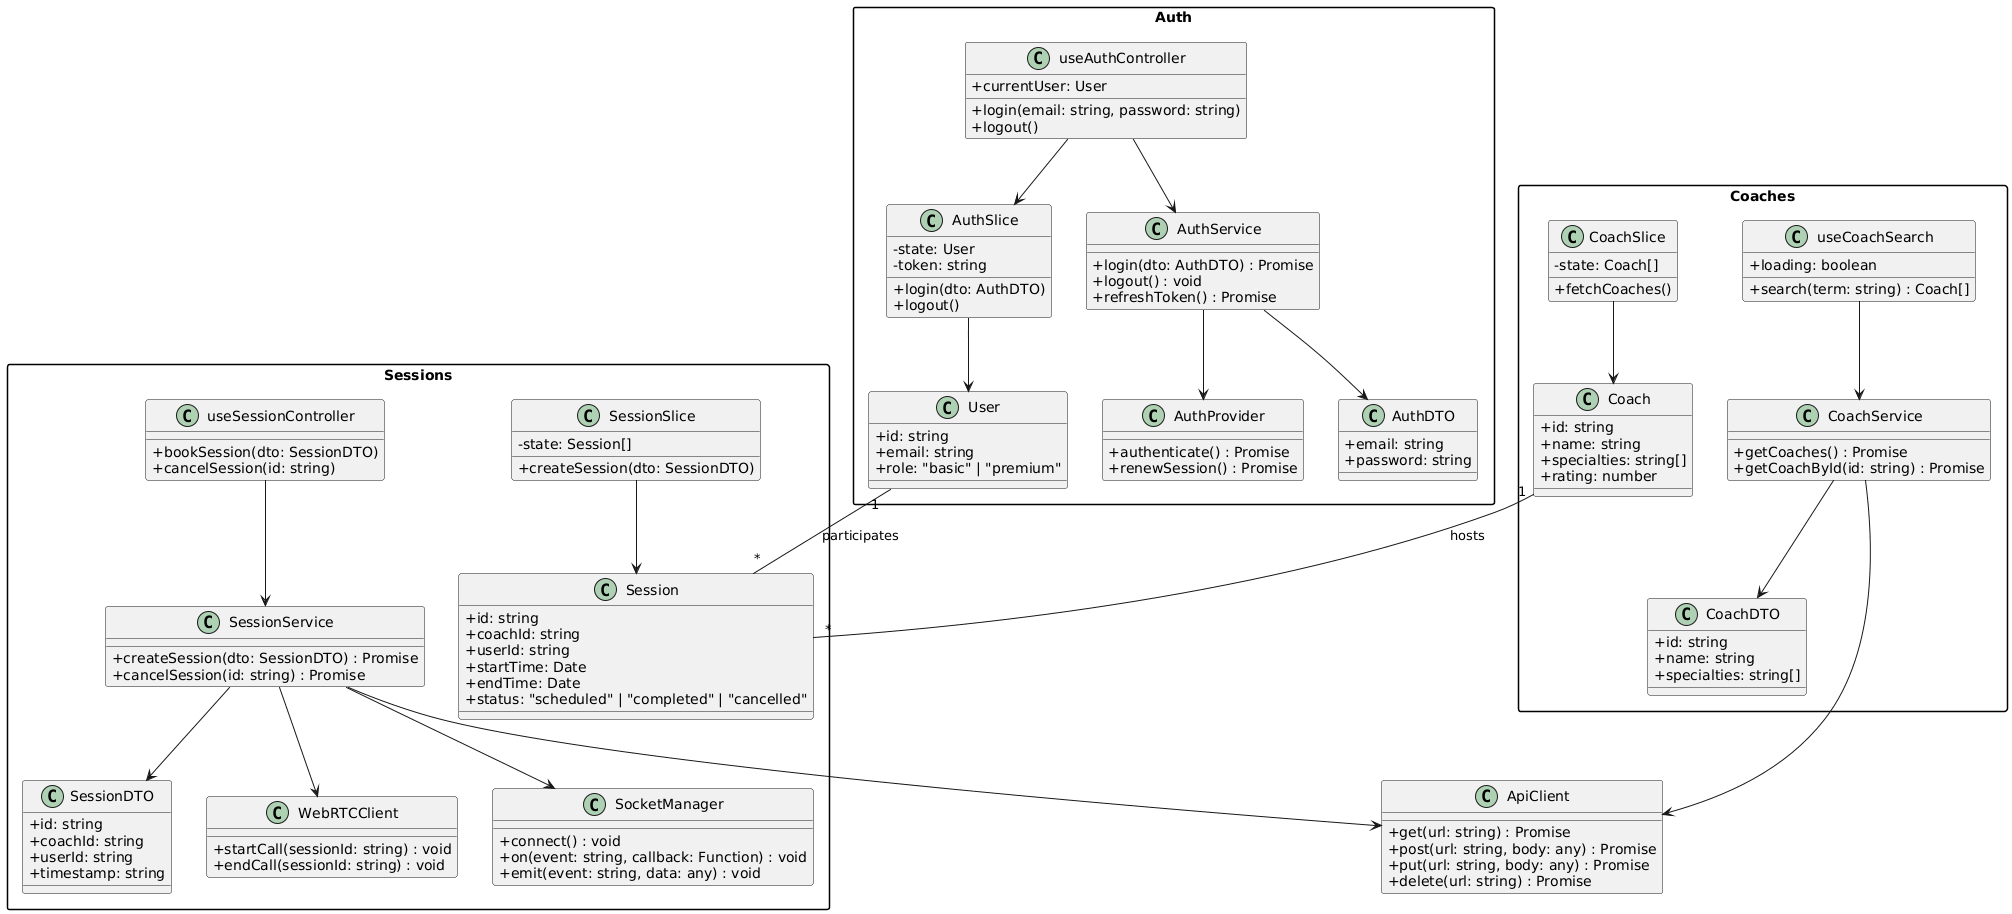 Auth
C useAuthController
+currentUser: User
+login(email: string, password: string)
+logout()
C AuthSlice
-state: User
-token: string
+login(dto: AuthDTO)
+logout()
C AuthService
+login(dto: AuthDTO) : Promise
+logout() : void
+refreshToken() : Promise
C User
+id: string
+email: string
+role: "basic" | "premium"
C AuthProvider
+authenticate() : Promise
+renewSession() : Promise
C AuthDTO
+email: string
+password: string
Coaches
C CoachSlice
-state: Coach[]
+fetchCoaches()
C useCoachSearch
+loading: boolean
+search(term: string) : Coach[]
C Coach
+id: string
+name: string
+specialties: string[]
+rating: number
C CoachService
+getCoaches() : Promise
+getCoachById(id: string) : Promise
C CoachDTO
+id: string
+name: string
+specialties: string[]
Sessions
C useSessionController
+bookSession(dto: SessionDTO)
+cancelSession(id: string)
C SessionSlice
-state: Session[]
+createSession(dto: SessionDTO)
C SessionService
+createSession(dto: SessionDTO) : Promise
+cancelSession(id: string) : Promise
C Session
+id: string
+coachId: string
+userId: string
+startTime: Date
+endTime: Date
+status: "scheduled" | "completed" | "cancelled"
C SessionDTO
+id: string
+coachId: string
+userId: string
+timestamp: string
C WebRTCClient
+startCall(sessionId: string) : void
+endCall(sessionId: string) : void
C SocketManager
+connect() : void
+on(event: string, callback: Function) : void
+emit(event: string, data: any) : void
C ApiClient
+get(url: string) : Promise
+post(url: string, body: any) : Promise
+put(url: string, body: any) : Promise
+delete(url: string) : Promise
1
participates
*
1
hosts
*